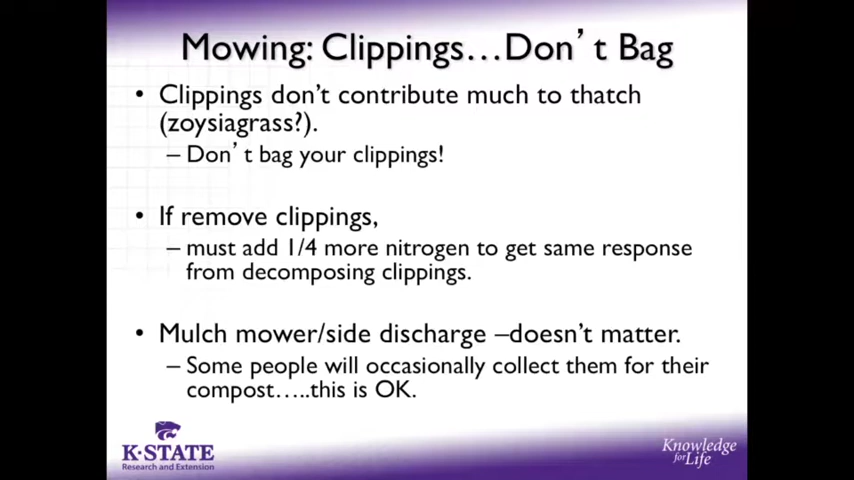 Mowing: Clippings…Don’t Bag
• Clippings don’t contribute much to thatch
(zoysiagrass?).
– Don’t bag your clippings!
• If remove clippings,
– must add 1/4 more nitrogen to get same response
from decomposing clippings.
• Mulch mower/side discharge –doesn’t matter.
– Some people will occasionally collect them for their
compost…..this is OK.
K-STATE
Research and Extension
Knowledge
for Life